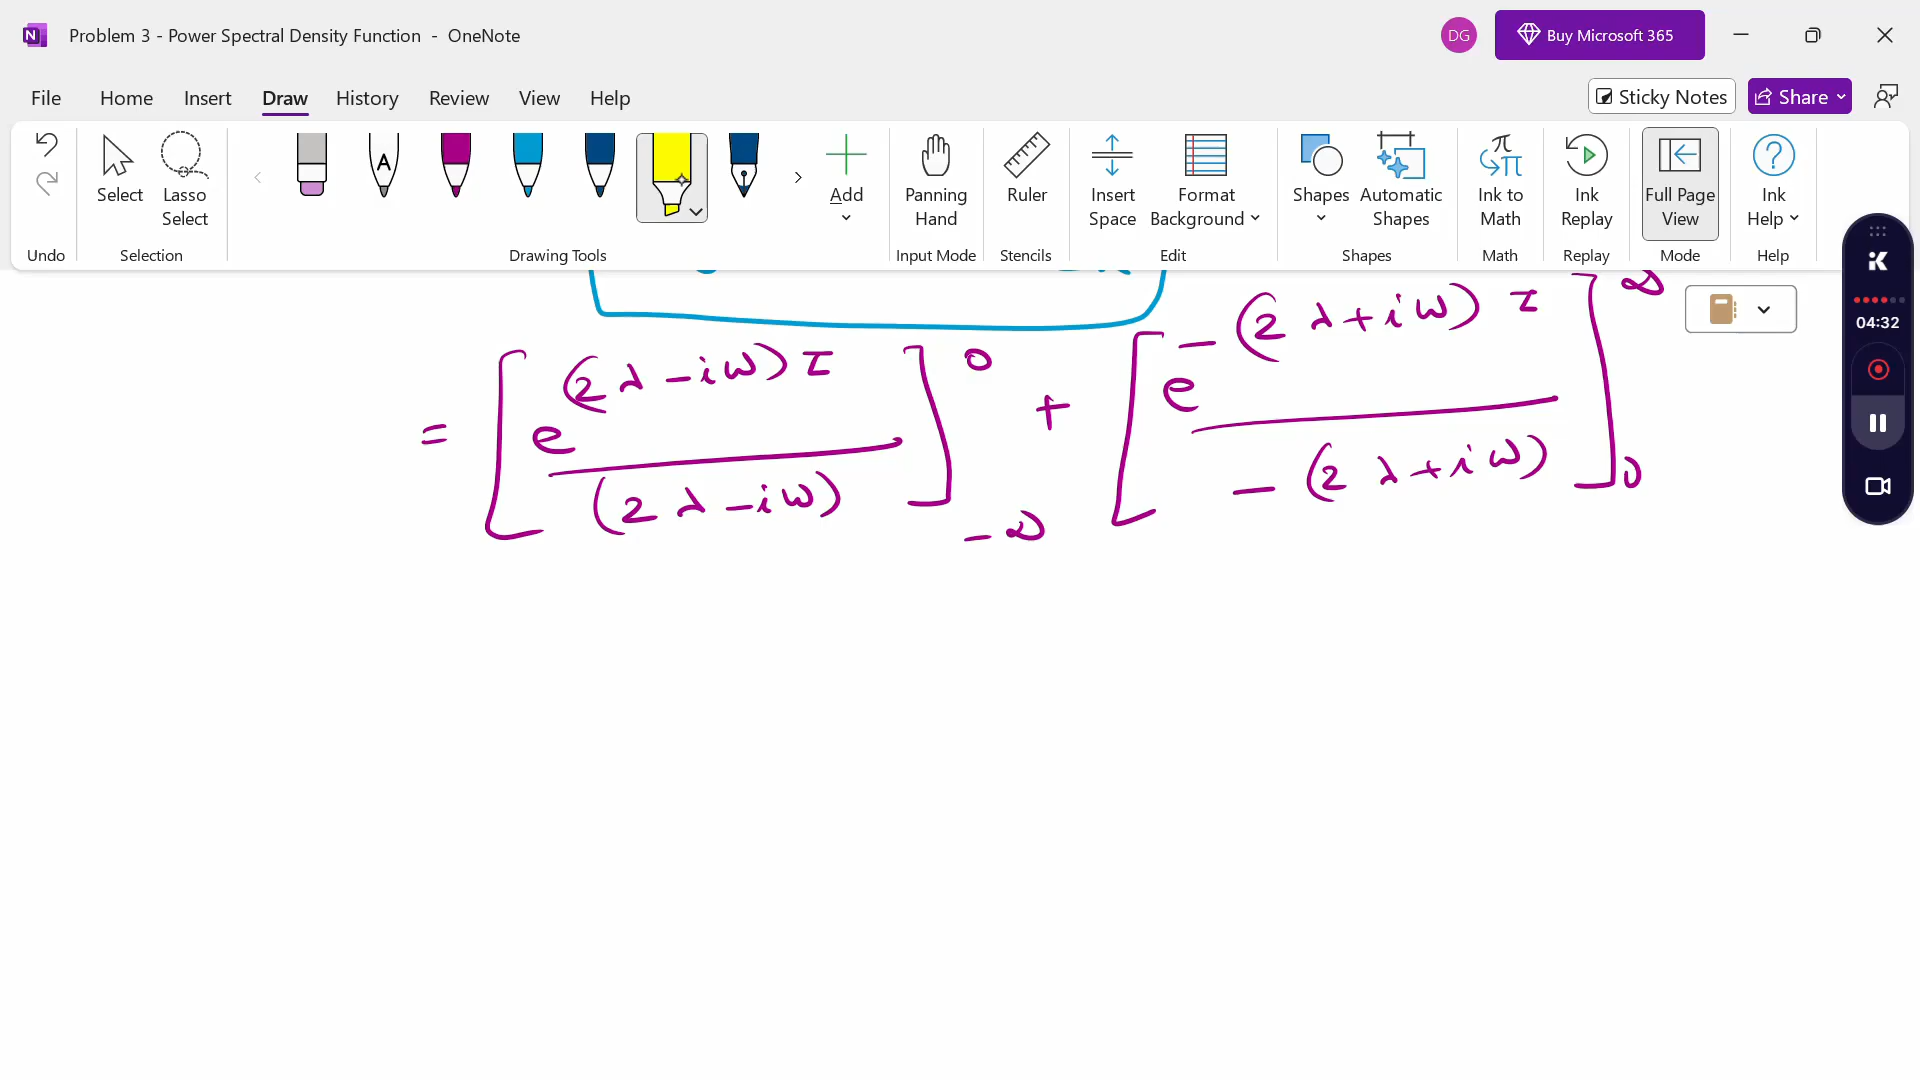 Problem 3 - Power Spectral Density Function - OneNote
DG
Buy Microsoft 365
File Home Insert Draw History Review View Help
Sticky Notes
Share
Select
Lasso Select
A
Add
Panning Hand
Ruler
Insert Space
Format Background
Shapes
Automatic Shapes
Ink to Math
Ink Replay
Full Page View
Ink Help
Undo Selection Drawing Tools Input Mode Stencils Edit Shapes Math Replay Mode Help
04:32
= [ e^{(2λ-iω)τ} / (2λ-iω) ]_{-∞}^{0} + [ e^{-(2λ+iω)τ} / -(2λ+iω) ]_{0}^{∞}